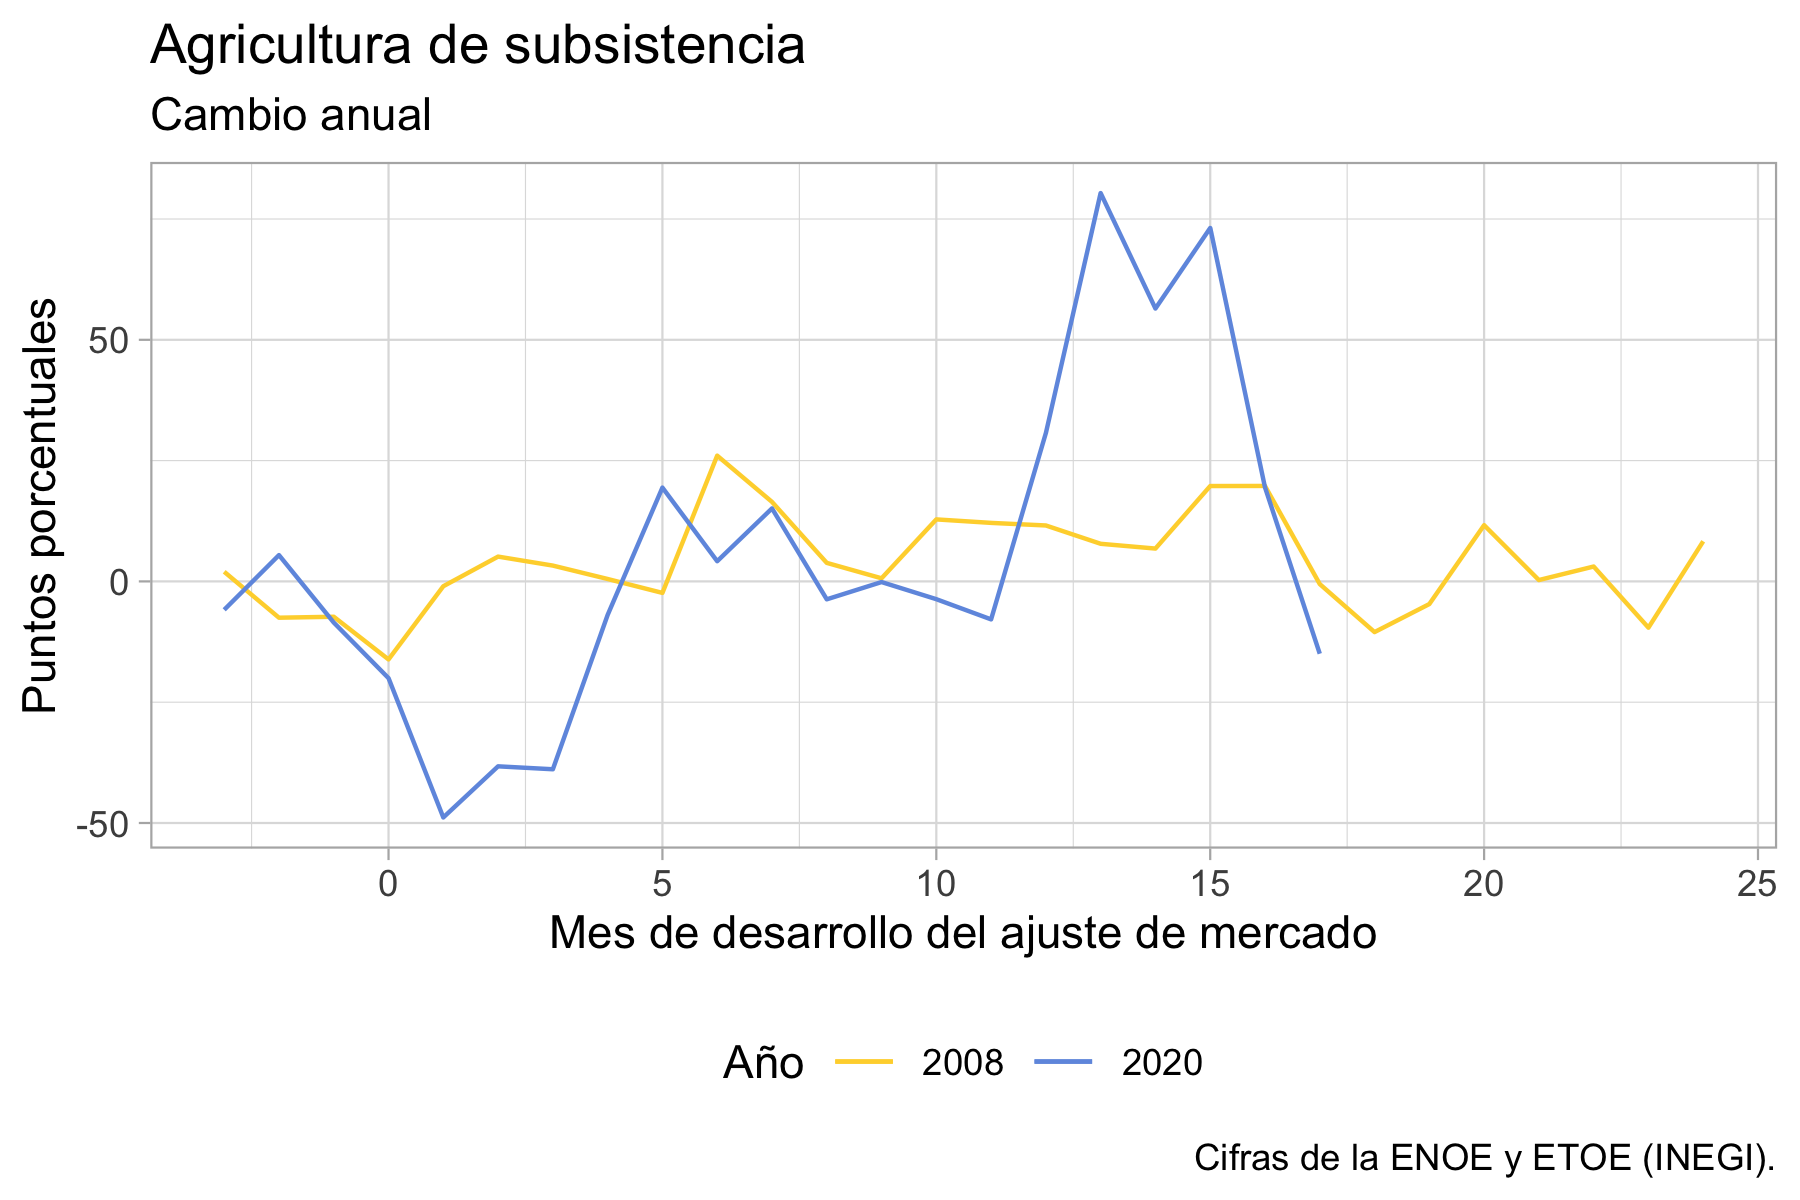 Agricultura de subsistencia
Cambio anual
Puntos porcentuales
50
0
-50
0 5 10 15 20 25
Mes de desarrollo del ajuste de mercado
Año 2008 2020
Cifras de la ENOE y ETOE (INEGI).